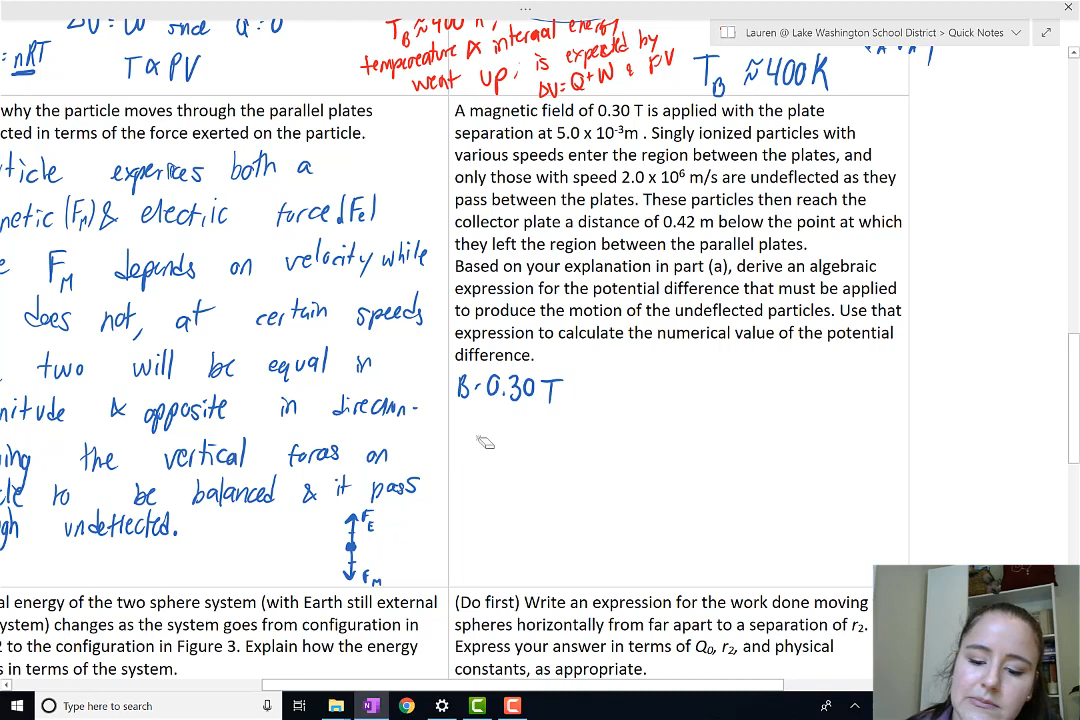 Lauren @ Lake Washington School District > Quick Notes
ΔU = W and Q = 0
= nRT
T ∝ PV
T_B ≈ 400 K,
temperature & internal energy
went up, is expected by
ΔU = Q + W & PV
T_B ≈ 400 K
why the particle moves through the parallel plates
cted in terms of the force exerted on the particle.
ticle experices both a
netic (F_M) & electric force (Fe)
e F_M depends on velocity while
does not, at certain speeds
two will be equal in
nitude & opposite in direction.
ing the vertical foras on
cle to be balanced & it pass
gh undeflected.
F_E
F_M
A magnetic field of 0.30 T is applied with the plate
separation at 5.0 x 10⁻³m . Singly ionized particles with
various speeds enter the region between the plates, and
only those with speed 2.0 x 10⁶ m/s are undeflected as they
pass between the plates. These particles then reach the
collector plate a distance of 0.42 m below the point at which
they left the region between the parallel plates.
Based on your explanation in part (a), derive an algebraic
expression for the potential difference that must be applied
to produce the motion of the undeflected particles. Use that
expression to calculate the numerical value of the potential
difference.
B = 0.30 T
al energy of the two sphere system (with Earth still external
ystem) changes as the system goes from configuration in
2 to the configuration in Figure 3. Explain how the energy
s in terms of the system.
(Do first) Write an expression for the work done moving
spheres horizontally from far apart to a separation of r₂.
Express your answer in terms of Q₀, r₂, and physical
constants, as appropriate.
Type here to search